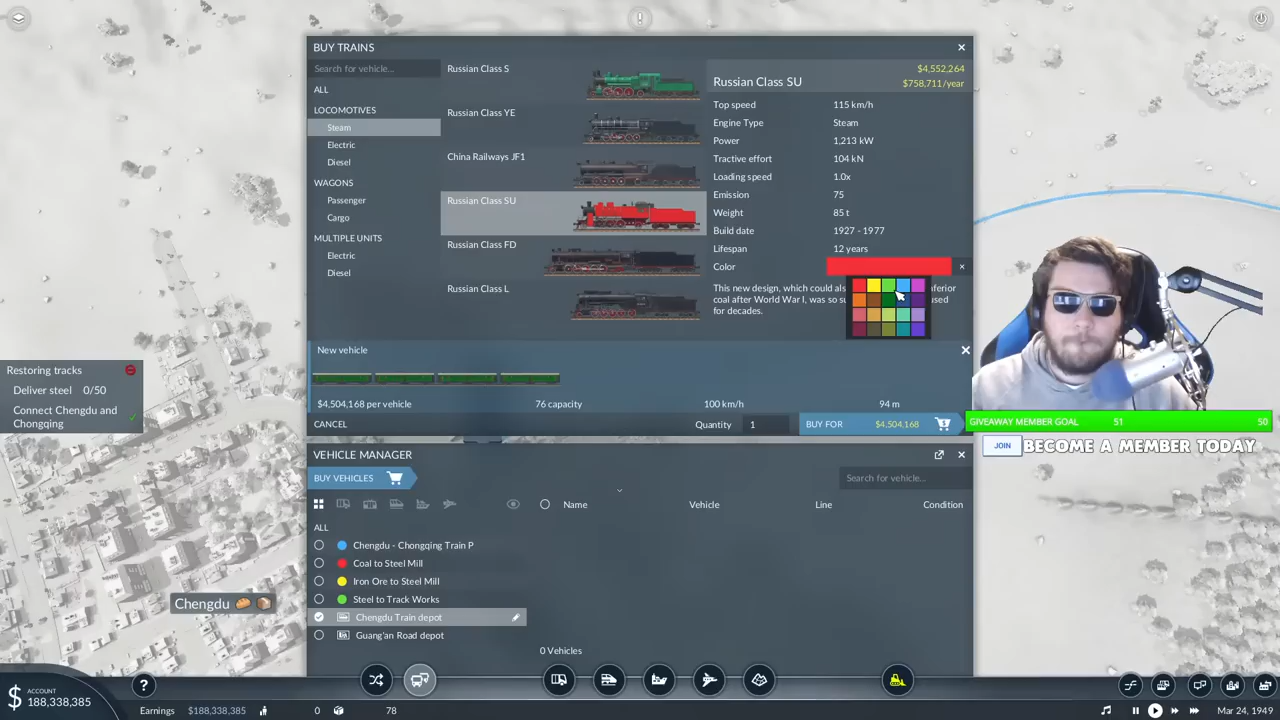 BUY TRAINS
Search for vehicle...
ALL
LOCOMOTIVES
Steam
Electric
Diesel
WAGONS
Passenger
Cargo
MULTIPLE UNITS
Electric
Diesel
Russian Class S
Russian Class YE
China Railways JF1
Russian Class SU
Russian Class FD
Russian Class L
$4,552,264
Russian Class SU
$758,711/year
Top speed 115 km/h
Engine Type Steam
Power 1,213 kW
Tractive effort 104 kN
Loading speed 1.0x
Emission 75
Weight 85 t
Build date 1927 - 1977
Lifespan 12 years
Color
This new design, which could als
coal after World War I, was so su
for decades.
New vehicle
$4,504,168 per vehicle 76 capacity 100 km/h 94 m
CANCEL Quantity 1 BUY FOR $4,504,168
Restoring tracks
Deliver steel 0/50
Connect Chengdu and
Chongqing
GIVEAWAY MEMBER GOAL 51 50
JOIN BECOME A MEMBER TODAY
VEHICLE MANAGER
BUY VEHICLES
Search for vehicle...
Name Vehicle Line Condition
ALL
Chengdu - Chongqing Train P
Coal to Steel Mill
Iron Ore to Steel Mill
Steel to Track Works
Chengdu Train depot
Guang'an Road depot
0 Vehicles
Chengdu
$ ACCOUNT
188,338,385
?
Earnings $188,338,385 0 78
Mar 24, 1949